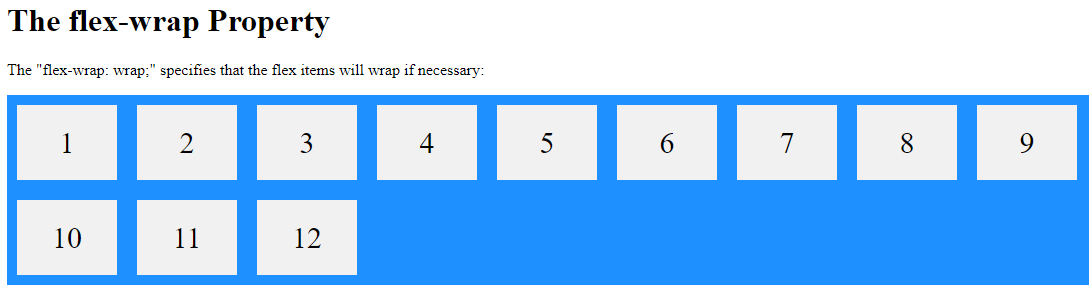 The flex-wrap Property
The "flex-wrap: wrap;" specifies that the flex items will wrap if necessary:
1 2 3 4 5 6 7 8 9
10 11 12